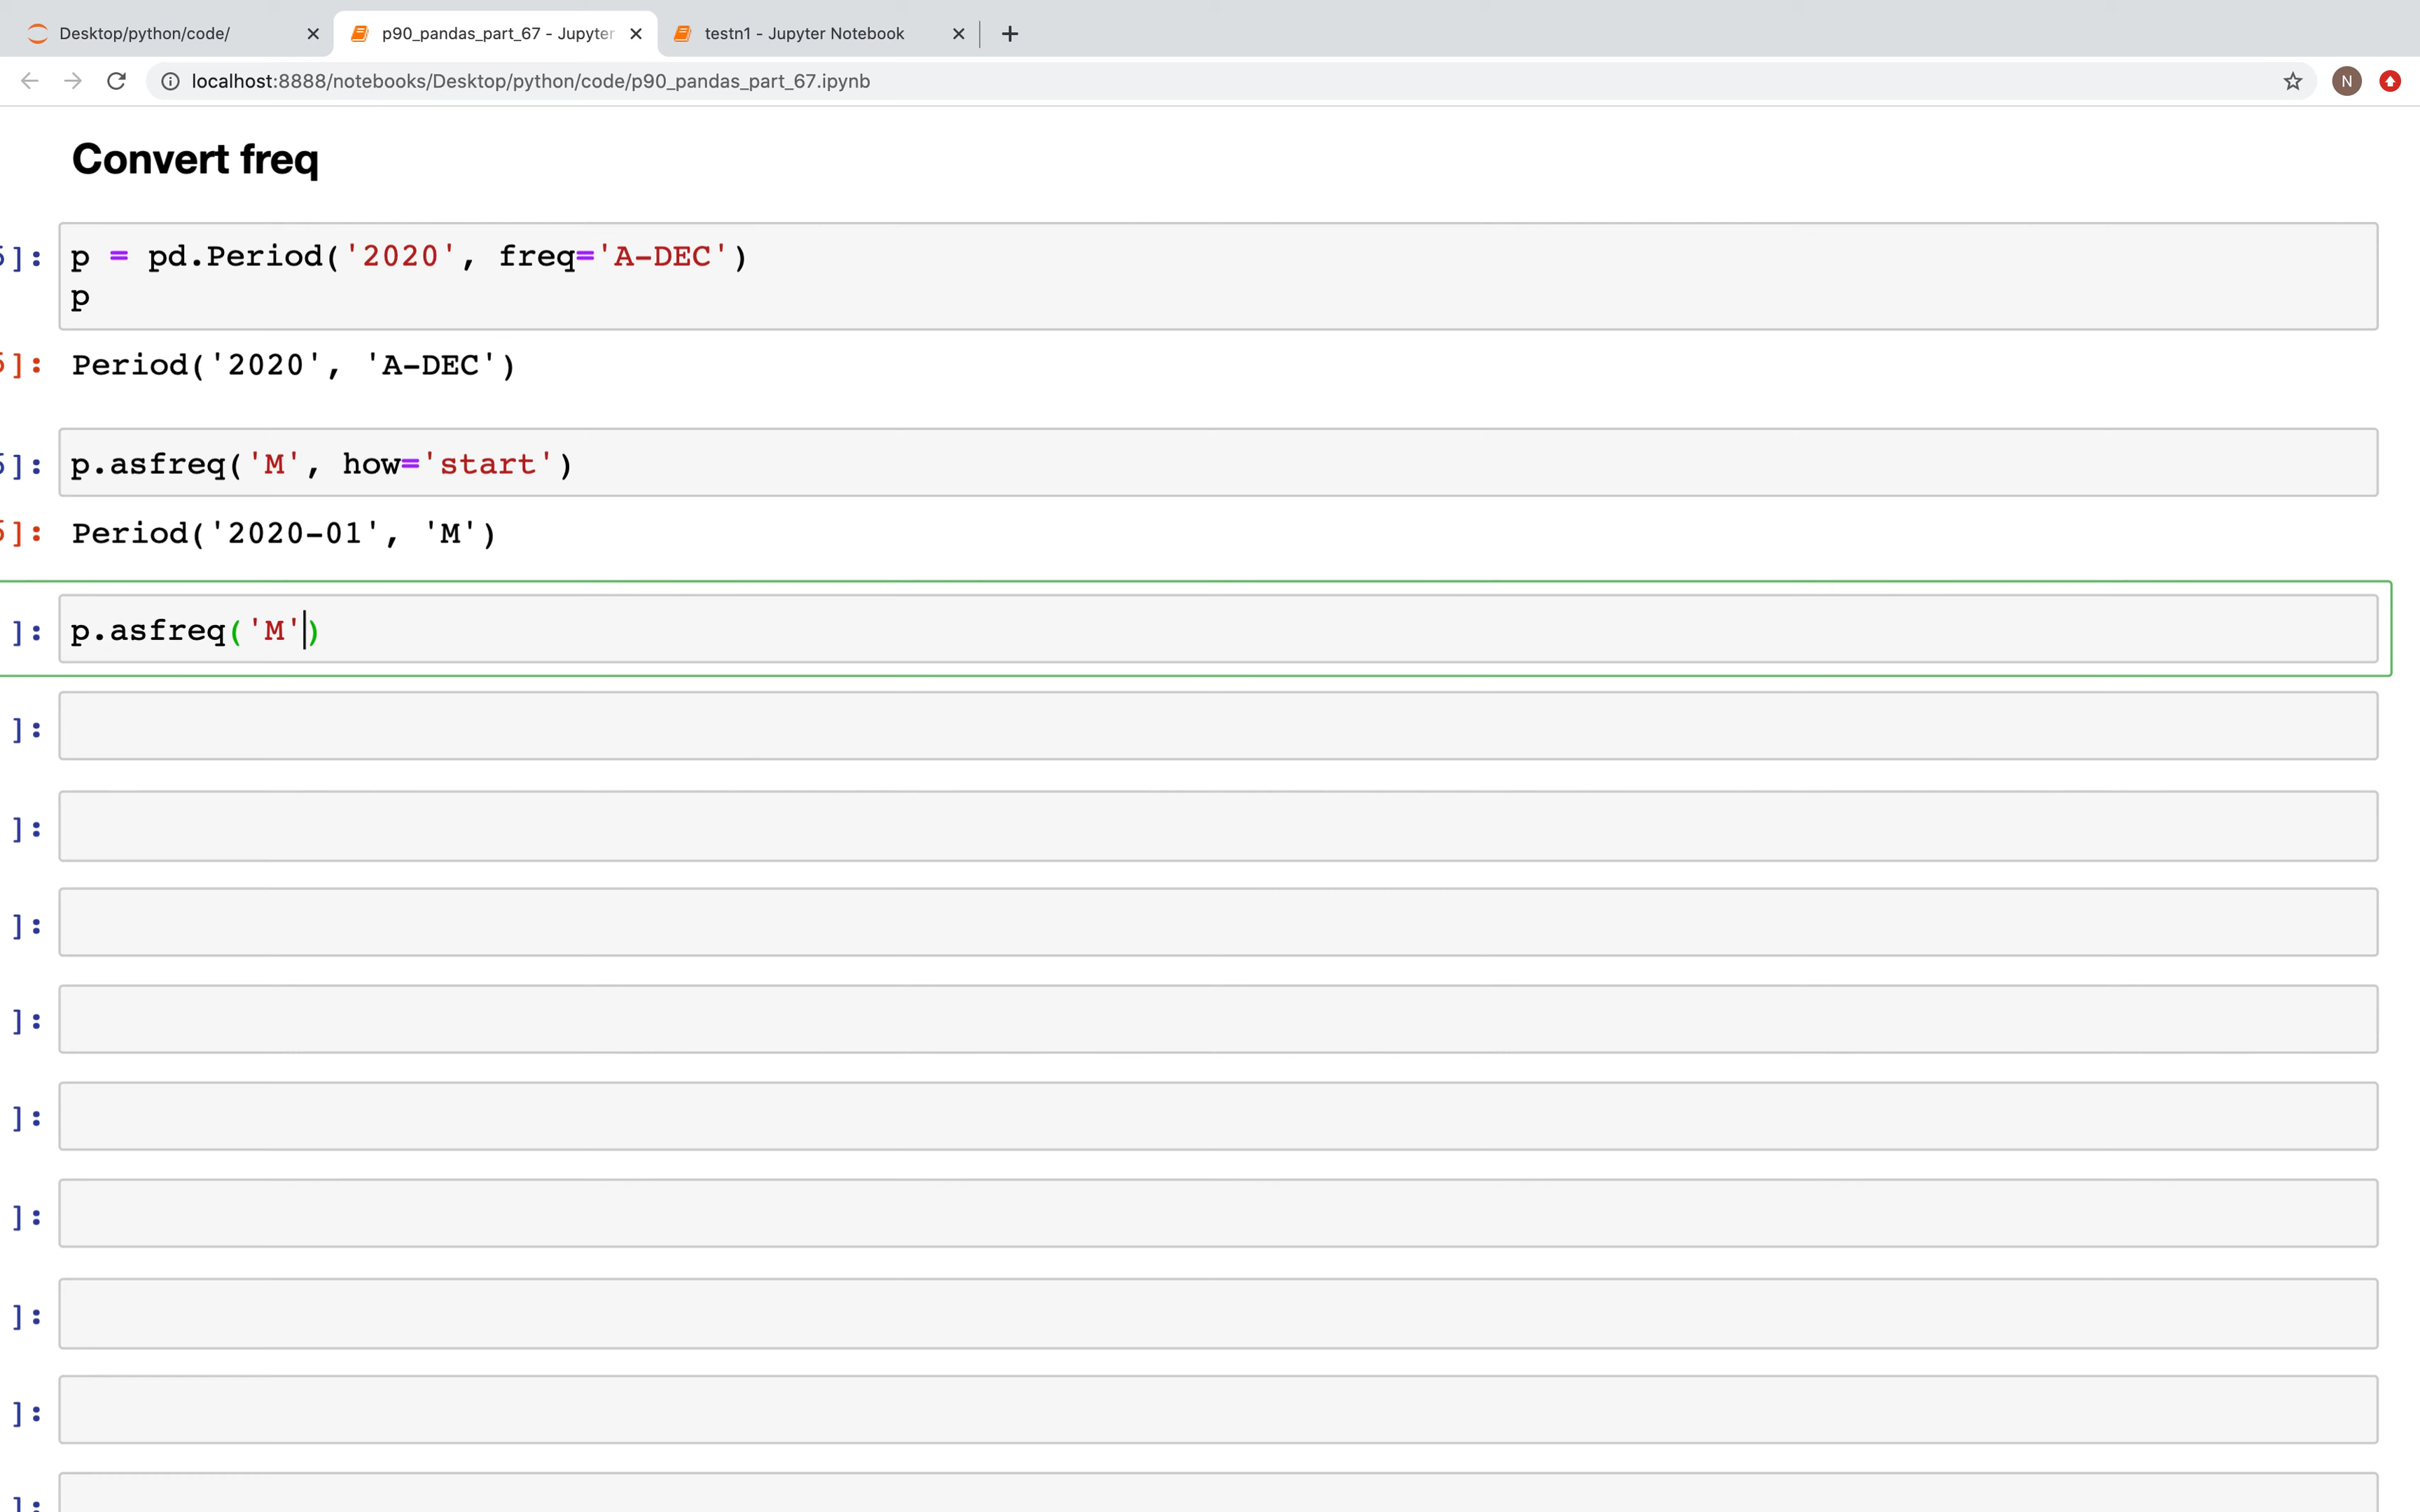 Desktop/python/code/
p90_pandas_part_67 - Jupyter
testn1 - Jupyter Notebook
localhost:8888/notebooks/Desktop/python/code/p90_pandas_part_67.ipynb
N
Convert freq
]: p = pd.Period('2020', freq='A-DEC')
p
]: Period('2020', 'A-DEC')
]: p.asfreq('M', how='start')
]: Period('2020-01', 'M')
]: p.asfreq('M')
]:
]:
]:
]:
]:
]:
]:
]:
]: